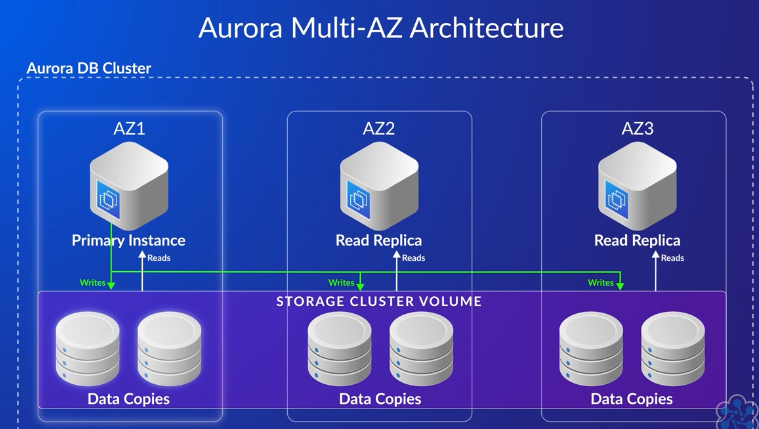 Aurora Multi-AZ Architecture
Aurora DB Cluster
AZ1
AZ2
AZ3
Primary Instance
Read Replica
Read Replica
Reads
Reads
Reads
Writes
Writes
Writes
STORAGE CLUSTER VOLUME
Data Copies
Data Copies
Data Copies